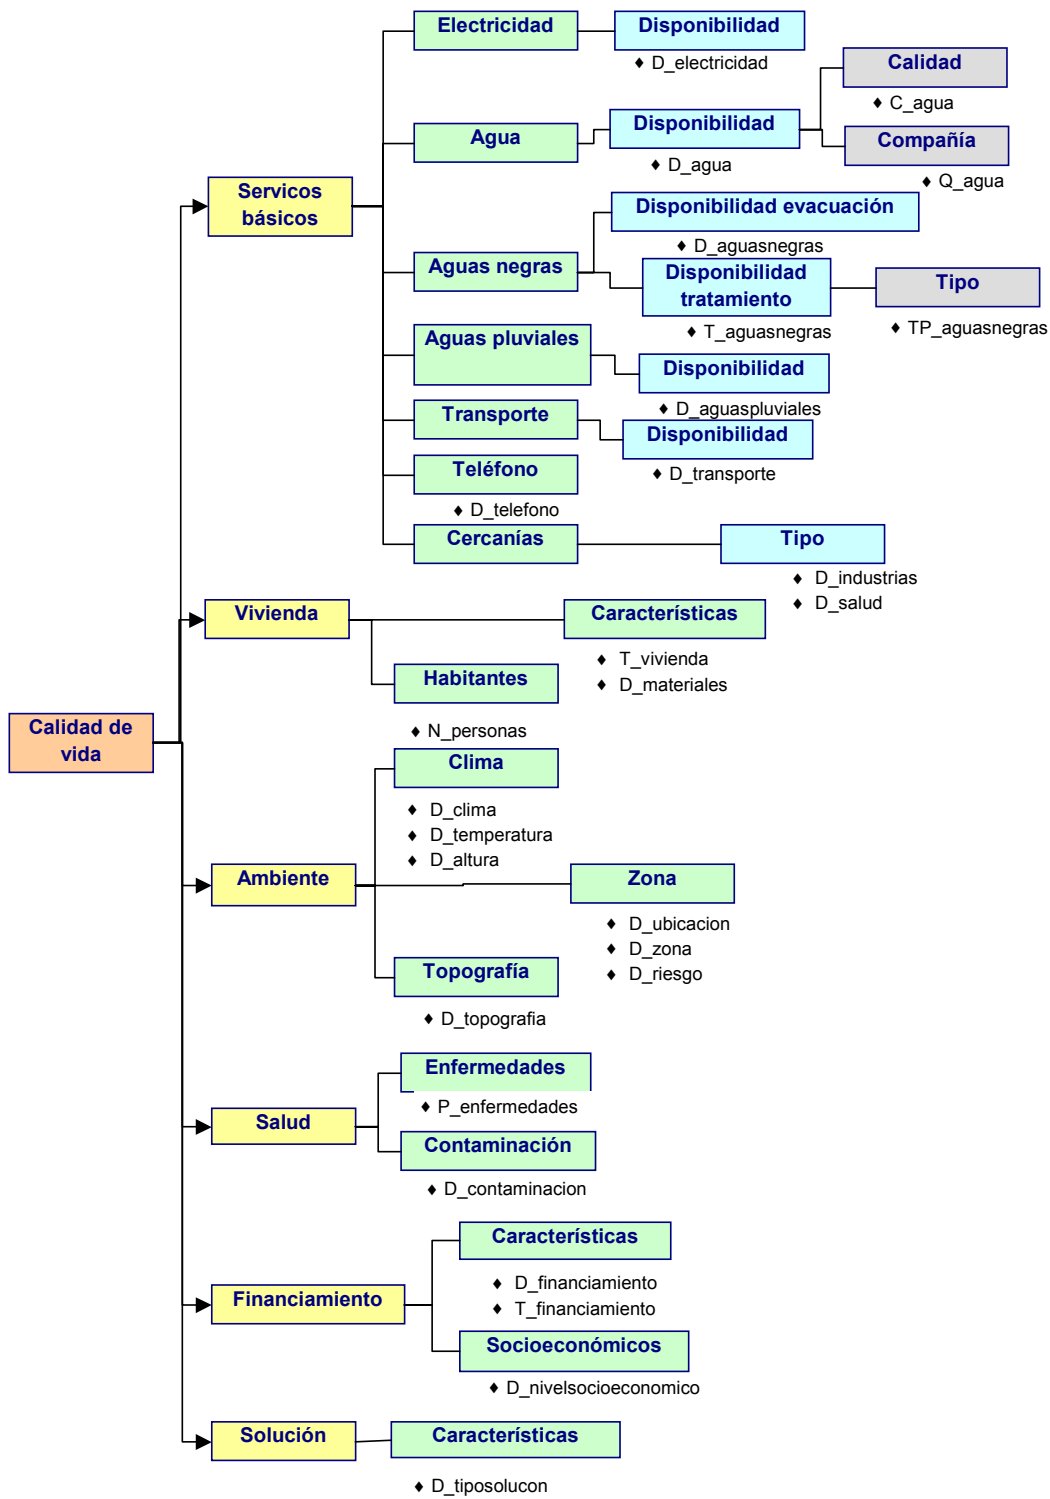 Electricidad
Disponibilidad
♦ D_electricidad
Calidad
♦ C_agua
Agua
Disponibilidad
♦ D_agua
Compañía
♦ Q_agua
Servicos
básicos
Disponibilidad evacuación
♦ D_aguasnegras
Aguas negras
Disponibilidad
tratamiento
♦ T_aguasnegras
Tipo
♦ TP_aguasnegras
Aguas pluviales
Disponibilidad
♦ D_aguaspluviales
Transporte
Disponibilidad
♦ D_transporte
Teléfono
♦ D_telefono
Cercanías
Tipo
♦ D_industrias
♦ D_salud
Vivienda
Características
♦ T_vivienda
♦ D_materiales
Habitantes
♦ N_personas
Calidad de
vida
Clima
♦ D_clima
♦ D_temperatura
♦ D_altura
Ambiente
Zona
♦ D_ubicacion
♦ D_zona
♦ D_riesgo
Topografía
♦ D_topografia
Enfermedades
♦ P_enfermedades
Salud
Contaminación
♦ D_contaminacion
Características
♦ D_financiamiento
♦ T_financiamiento
Financiamiento
Socioeconómicos
♦ D_nivelsocioeconomico
Solución
Características
♦ D_tiposolucon